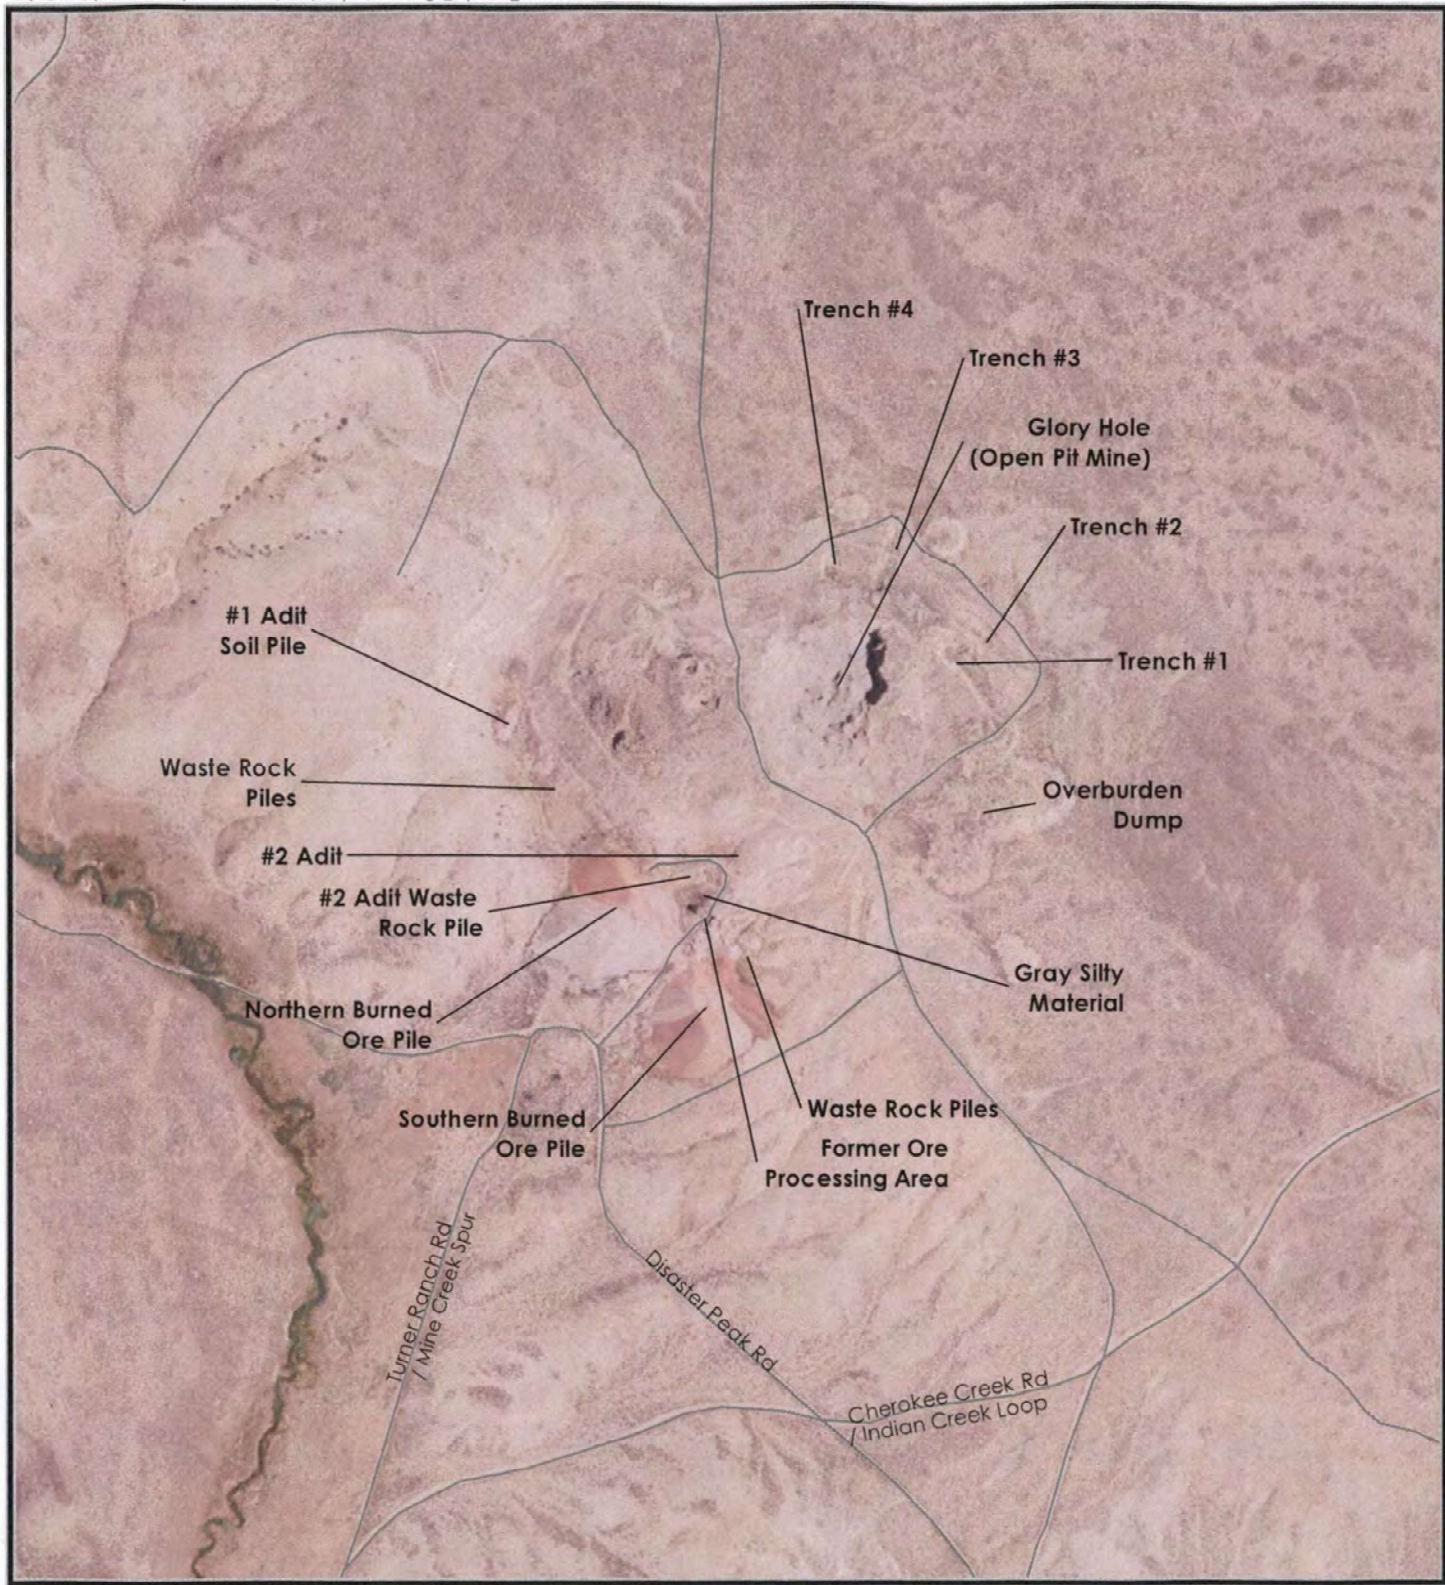 Trench #4
Trench #3
Glory Hole
(Open Pit Mine)
Trench #2
#1 Adit
Soil Pile
Trench #1
Waste Rock
Piles
Overburden
Dump
#2 Adit
#2 Adit Waste
Rock Pile
Gray Silty
Material
Northern Burned
Ore Pile
Southern Burned
Ore Pile
Waste Rock Piles
Former Ore
Processing Area
Turner Ranch Rd
/ Mine Creek Spur
Disaster Peak Rd
Cherokee Creek Rd
/ Indian Creek Loop